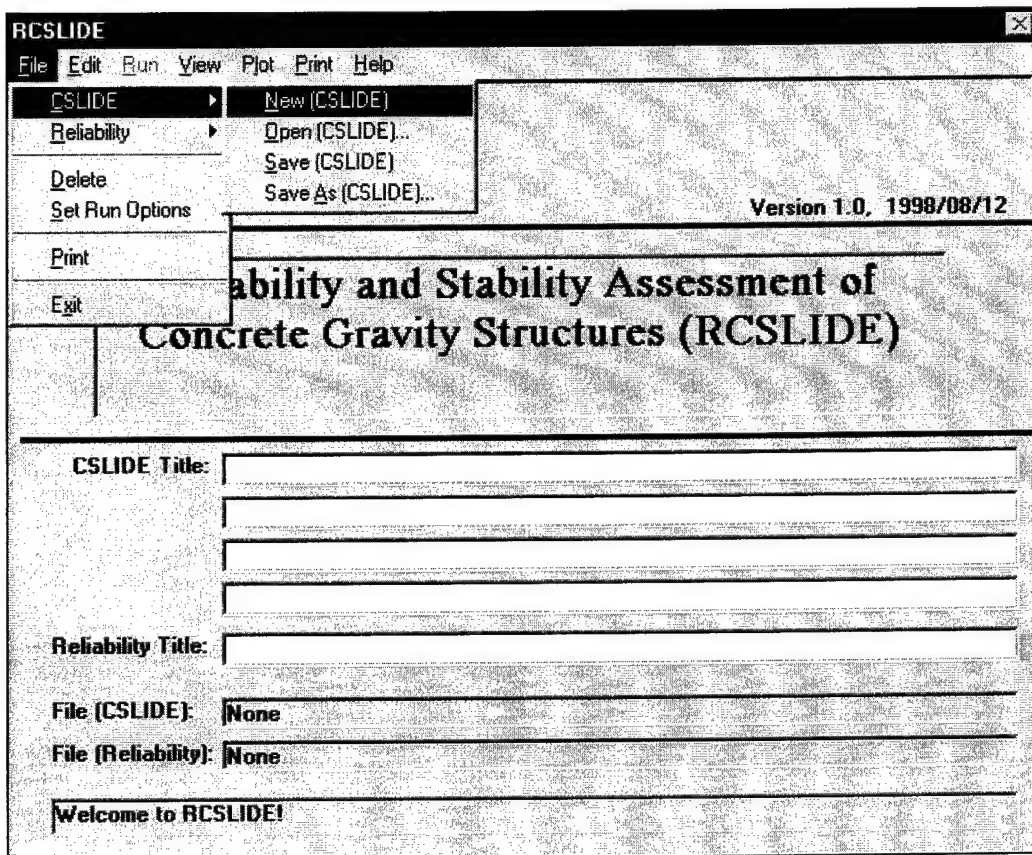 RCSLIDE
File Edit Run View Plot Print Help
CSLIDE
Reliability
Delete
Set Run Options
Print
Exit
New (CSLIDE)
Open (CSLIDE)...
Save (CSLIDE)
Save As (CSLIDE)...
Version 1.0, 1998/08/12
ability and Stability Assessment of
Concrete Gravity Structures (RCSLIDE)
CSLIDE Title:
Reliability Title:
File (CSLIDE): None
File (Reliability): None
Welcome to RCSLIDE!